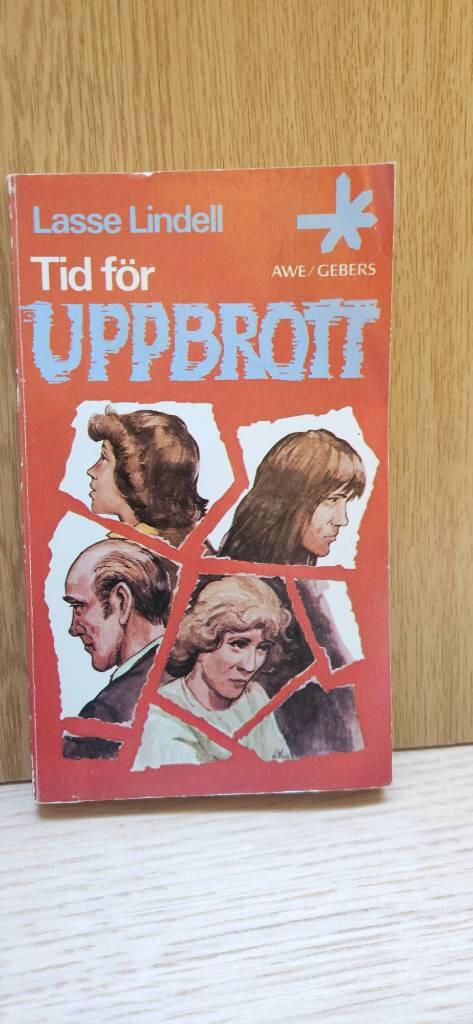 Lasse Lindell
AWE/GEBERS
Tid för
UPPBROTT